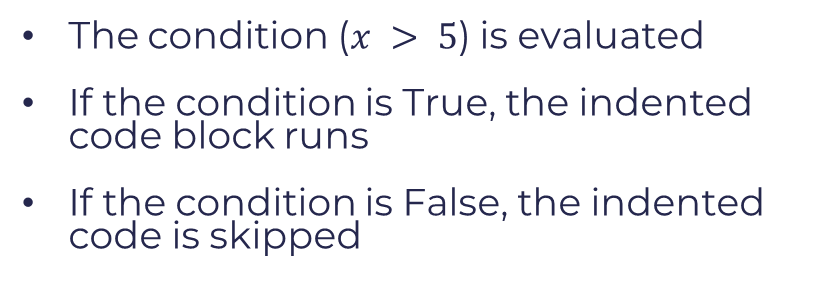 • The condition (x > 5) is evaluated
• If the condition is True, the indented
code block runs
• If the condition is False, the indented
code is skipped